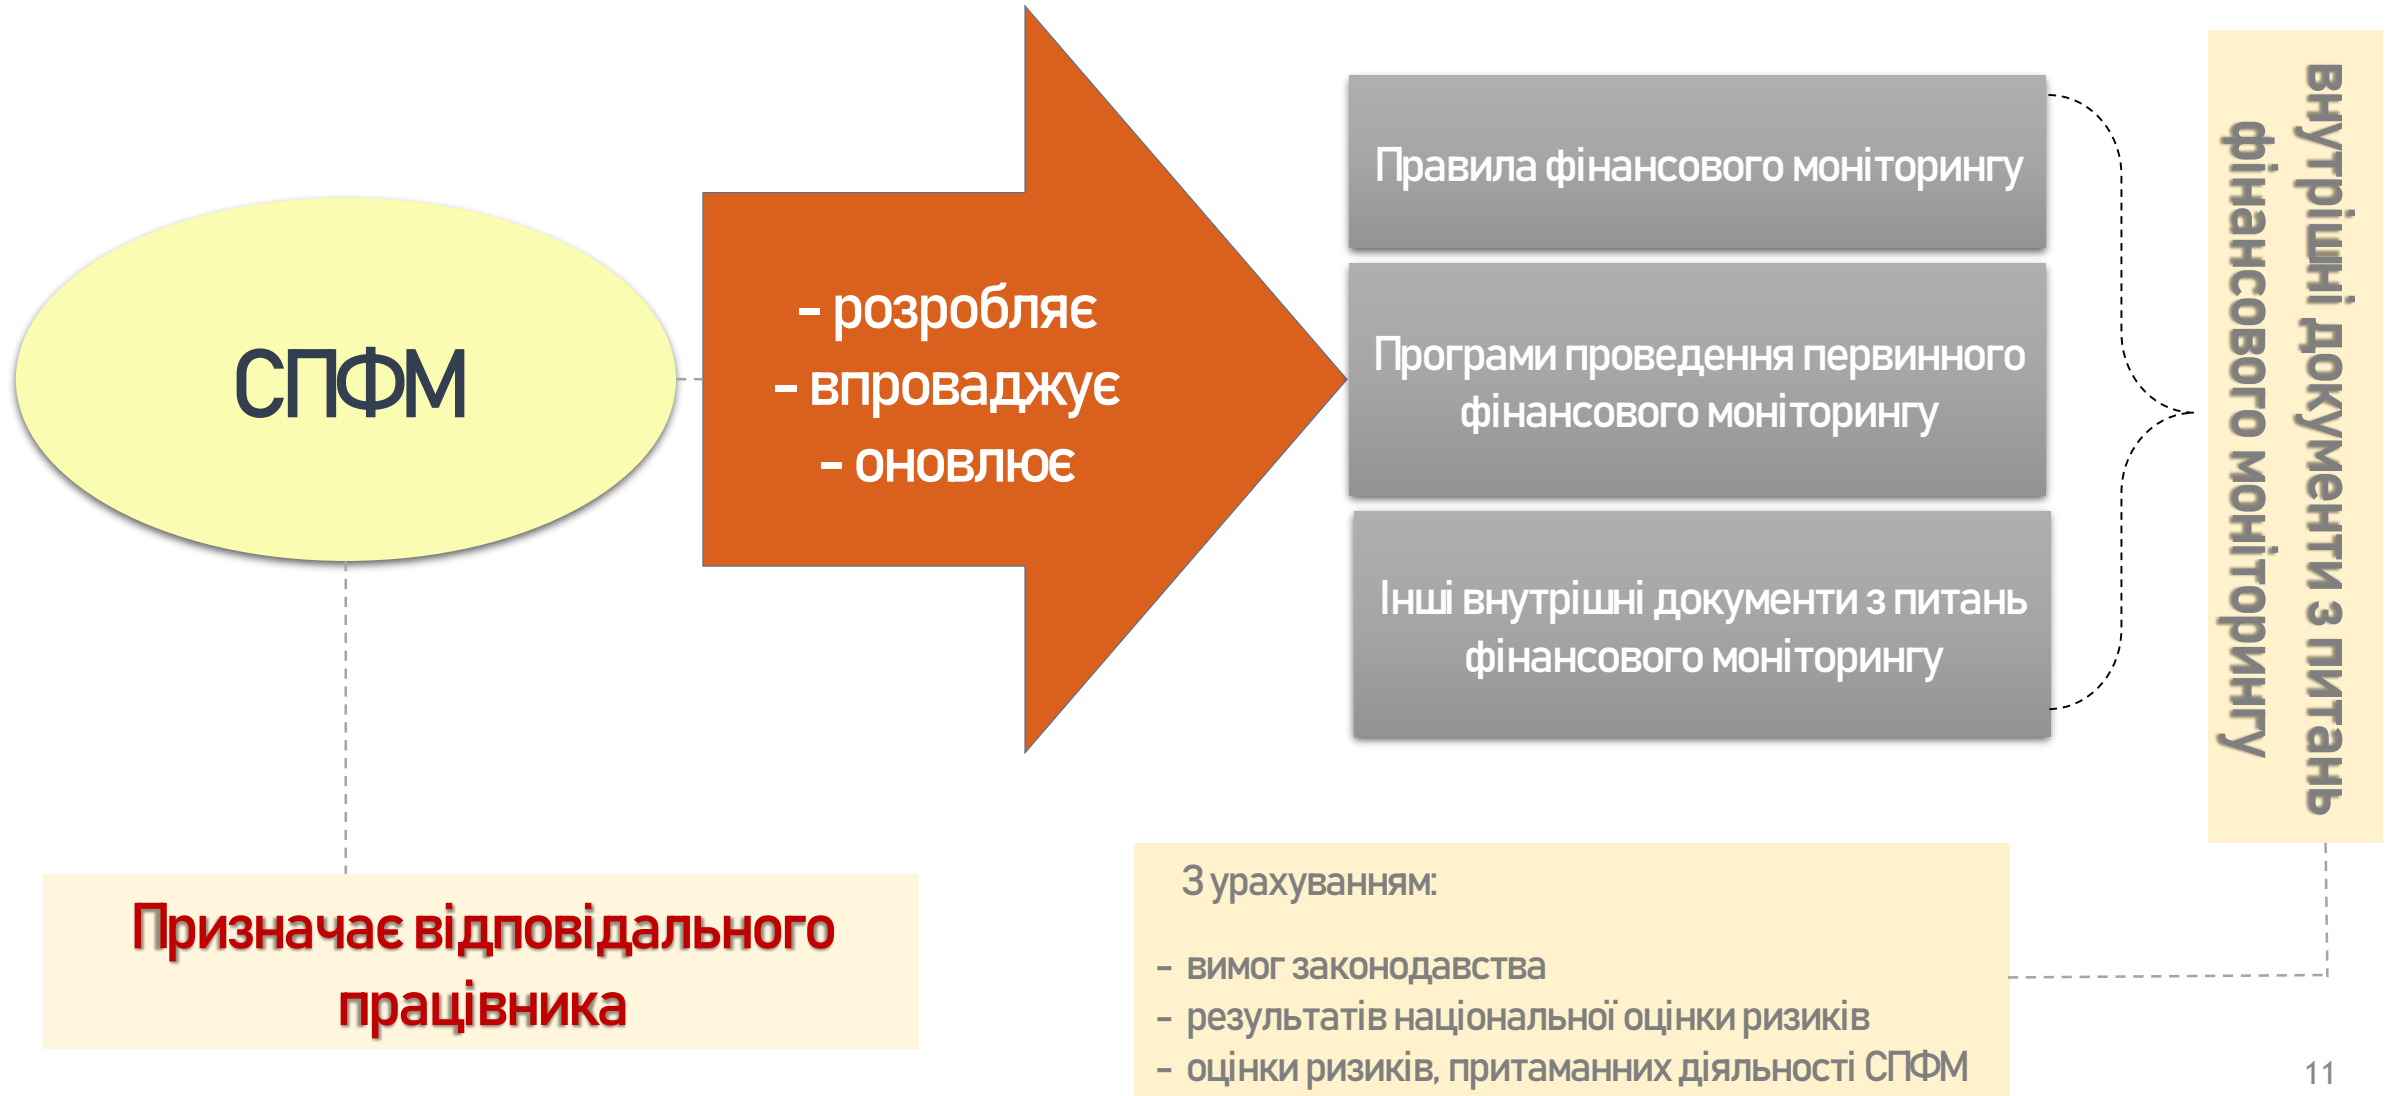 СПФМ
- розробляє
- впроваджує
- оновлює
Правила фінансового моніторингу
Програми проведення первинного
фінансового моніторингу
Інші внутрішні документи з питань
фінансового моніторингу
внутрішні документи з питань
фінансового моніторингу
Призначає відповідального
працівника
З урахуванням:
- вимог законодавства
- результатів національної оцінки ризиків
- оцінки ризиків, притаманних діяльності СПФМ
11